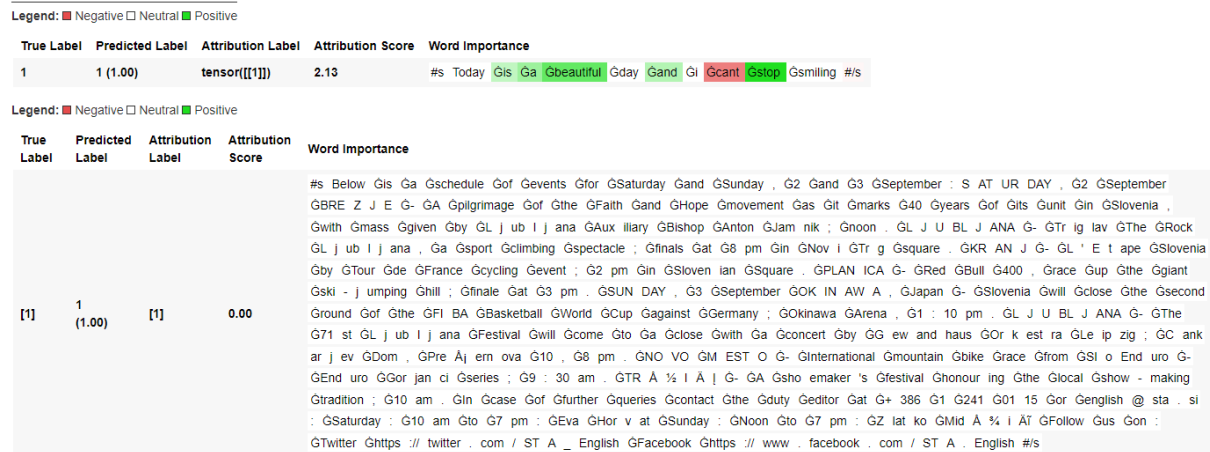 Legend: Negative Neutral Positive
True Label Predicted Label Attribution Label Attribution Score Word Importance
1 1 (1.00) tensor([[1]]) 2.13 #s Today Ġis Ġa Ġbeautiful Ġday Ġand Ġi Ġcant Ġstop Ġsmiling #/s
Legend: Negative Neutral Positive
True Label Predicted Label Attribution Label Attribution Score Word Importance
[1] 1 (1.00) [1] 0.00
#s Below Ġis Ġa Ġschedule Ġof Ġevents Ġfor ĠSaturday Ġand ĠSunday , Ġ2 Ġand Ġ3 ĠSeptember : S AT UR DAY , Ġ2 ĠSeptember
ĠBRE Z J E Ġ- ĠA Ġpilgrimage Ġof Ġthe ĠFaith Ġand ĠHope Ġmovement Ġas Ġit Ġmarks Ġ40 Ġyears Ġof Ġits Ġunit Ġin ĠSlovenia ,
Ġwith Ġmass Ġgiven Ġby ĠL j ub l j ana ĠAux iliary ĠBishop ĠAnton ĠJam nik ; Ġnoon . ĠL J U BL J ANA Ġ- ĠTr ig lav ĠThe ĠRock
ĠL j ub l j ana , Ġa Ġsport Ġclimbing Ġspectacle ; Ġfinals Ġat Ġ8 pm Ġin ĠNov i ĠTr g Ġsquare . ĠKR AN J Ġ- ĠL ' E t ape ĠSlovenia
Ġby ĠTour Ġde ĠFrance Ġcycling Ġevent ; Ġ2 pm Ġin ĠSloven ian ĠSquare . ĠPLAN ICA Ġ- ĠRed ĠBull Ġ400 , Ġrace Ġup Ġthe Ġgiant
Ġski - j umping Ġhill ; Ġfinale Ġat Ġ3 pm . ĠSUN DAY , Ġ3 ĠSeptember ĠOK IN AW A , ĠJapan Ġ- ĠSlovenia Ġwill Ġclose Ġthe Ġsecond
Ġround Ġof Ġthe ĠFI BA ĠBasketball ĠWorld ĠCup Ġagainst ĠGermany ; ĠOkinawa ĠArena , Ġ1 : 10 pm . ĠL J U BL J ANA Ġ- ĠThe
Ġ71 st ĠL j ub l j ana ĠFestival Ġwill Ġcome Ġto Ġa Ġclose Ġwith Ġa Ġconcert Ġby ĠG ew and haus ĠOr k est ra ĠLe ip zig ; ĠC ank
ar j ev ĠDom , ĠPre Å¡ ern ova Ġ10 , Ġ8 pm . ĠNO VO ĠM EST O Ġ- ĠInternational Ġmountain Ġbike Ġrace Ġfrom ĠSl o End uro Ġ-
ĠEnd uro ĠGor jan ci Ġseries ; Ġ9 : 30 am . ĠTR Å ½ I Ä Į Ġ- ĠA Ġsho emaker 's Ġfestival Ġhonour ing Ġthe Ġlocal Ġshow - making
Ġtradition ; Ġ10 am . ĠIn Ġcase Ġof Ġfurther Ġqueries Ġcontact Ġthe Ġduty Ġeditor Ġat Ġ+ 386 Ġ1 Ġ241 Ġ01 15 Ġor Ġenglish @ sta . si
: ĠSaturday : Ġ10 am Ġto Ġ7 pm : ĠEva ĠHor v at ĠSunday : ĠNoon Ġto Ġ7 pm : ĠZ lat ko ĠMid Å ¾ i Äĩ ĠFollow Ġus Ġon :
ĠTwitter Ġhttps :// twitter . com / ST A _ English ĠFacebook Ġhttps :// www . facebook . com / ST A . English #/s